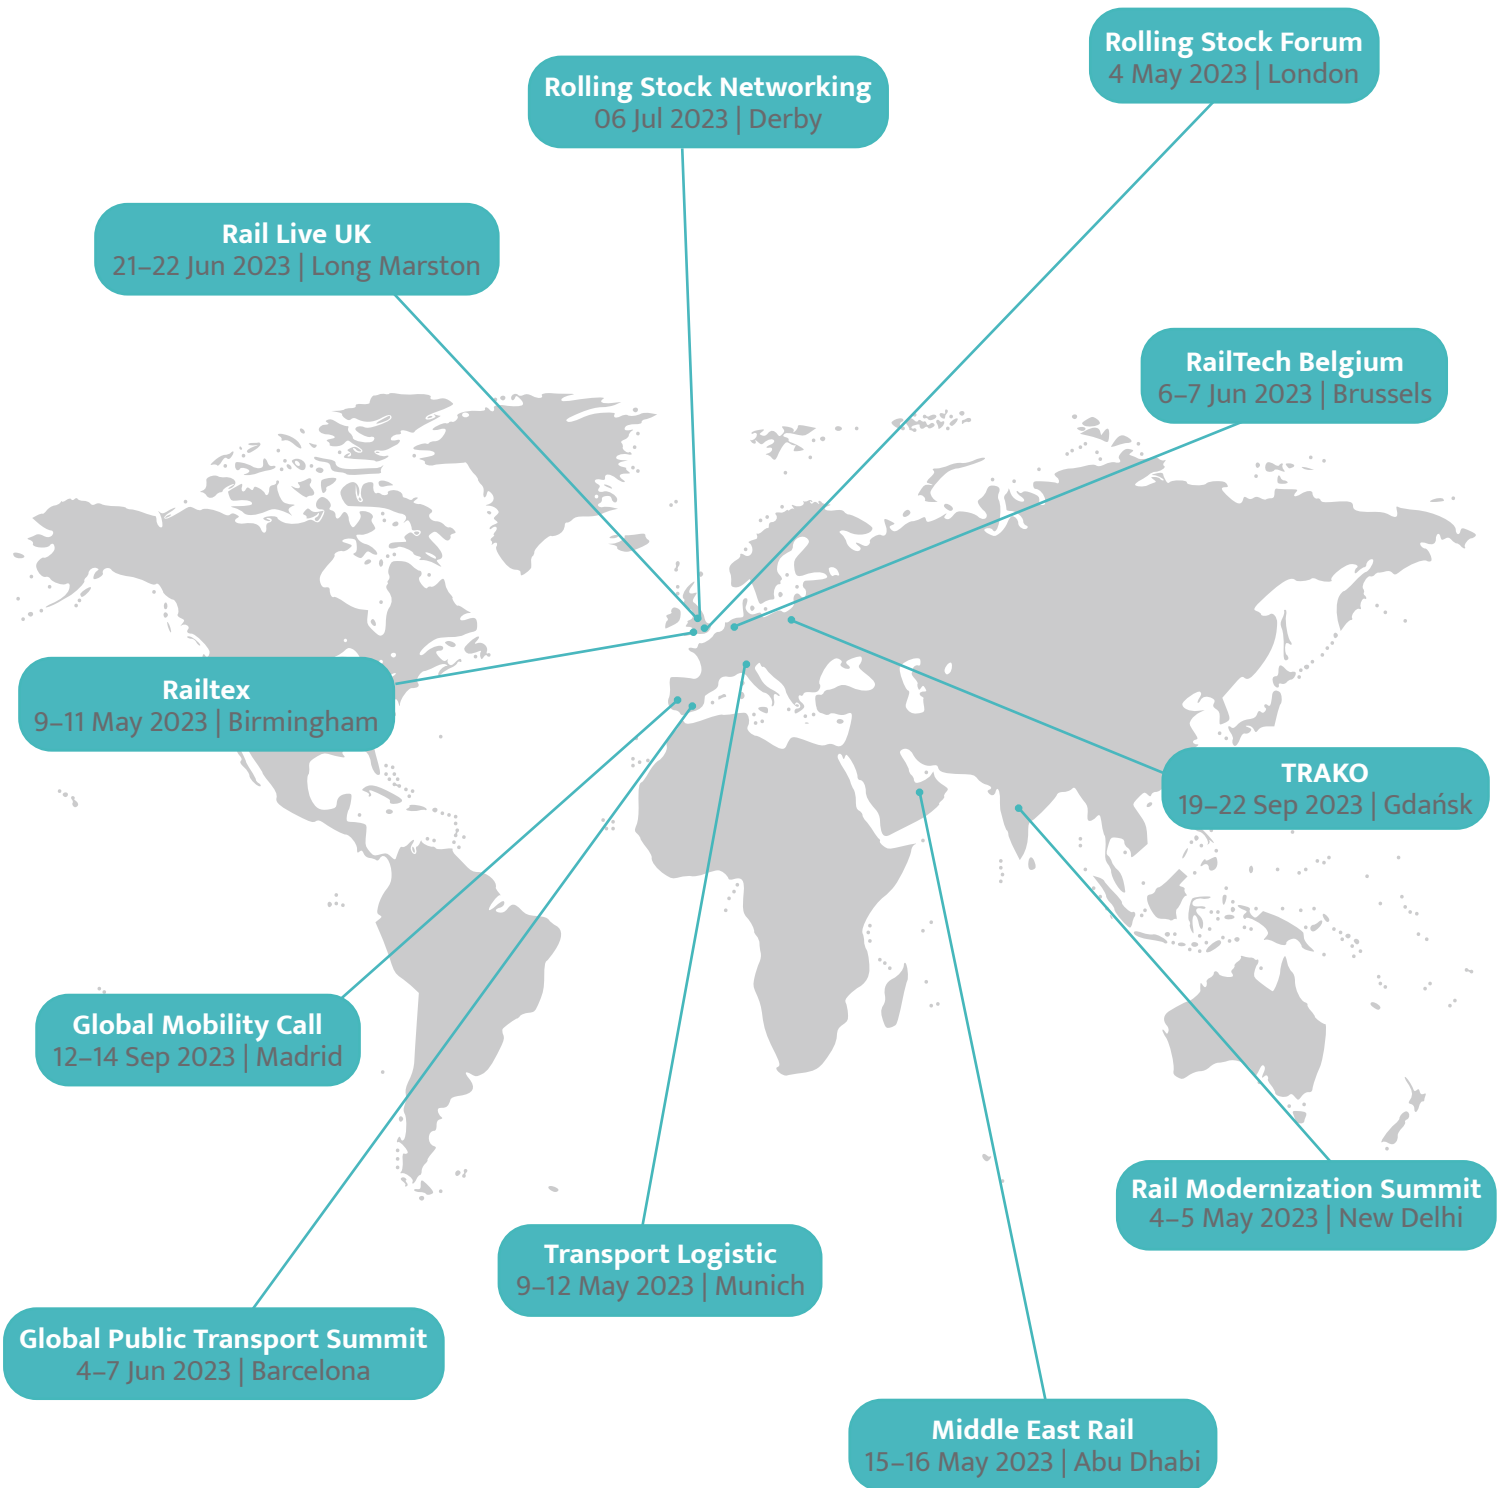 Rolling Stock Forum
4 May 2023 | London
Rolling Stock Networking
06 Jul 2023 | Derby
Rail Live UK
21–22 Jun 2023 | Long Marston
RailTech Belgium
6–7 Jun 2023 | Brussels
Railtex
9–11 May 2023 | Birmingham
TRAKO
19–22 Sep 2023 | Gdańsk
Global Mobility Call
12–14 Sep 2023 | Madrid
Rail Modernization Summit
4–5 May 2023 | New Delhi
Transport Logistic
9–12 May 2023 | Munich
Global Public Transport Summit
4–7 Jun 2023 | Barcelona
Middle East Rail
15–16 May 2023 | Abu Dhabi